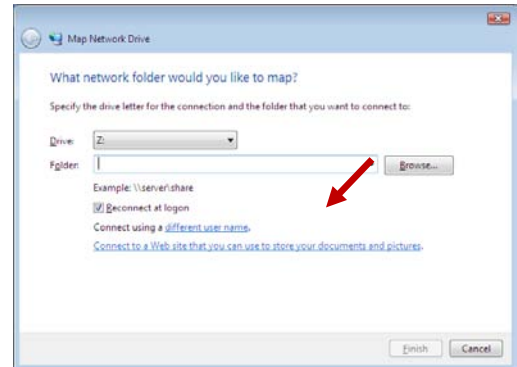 Map Network Drive
What network folder would you like to map?
Specify the drive letter for the connection and the folder that you want to connect to:
Drive: Z:
Folder: Browse...
Example: \\server\share
Reconnect at logon
Connect using a different user name.
Connect to a Web site that you can use to store your documents and pictures.
Finish Cancel